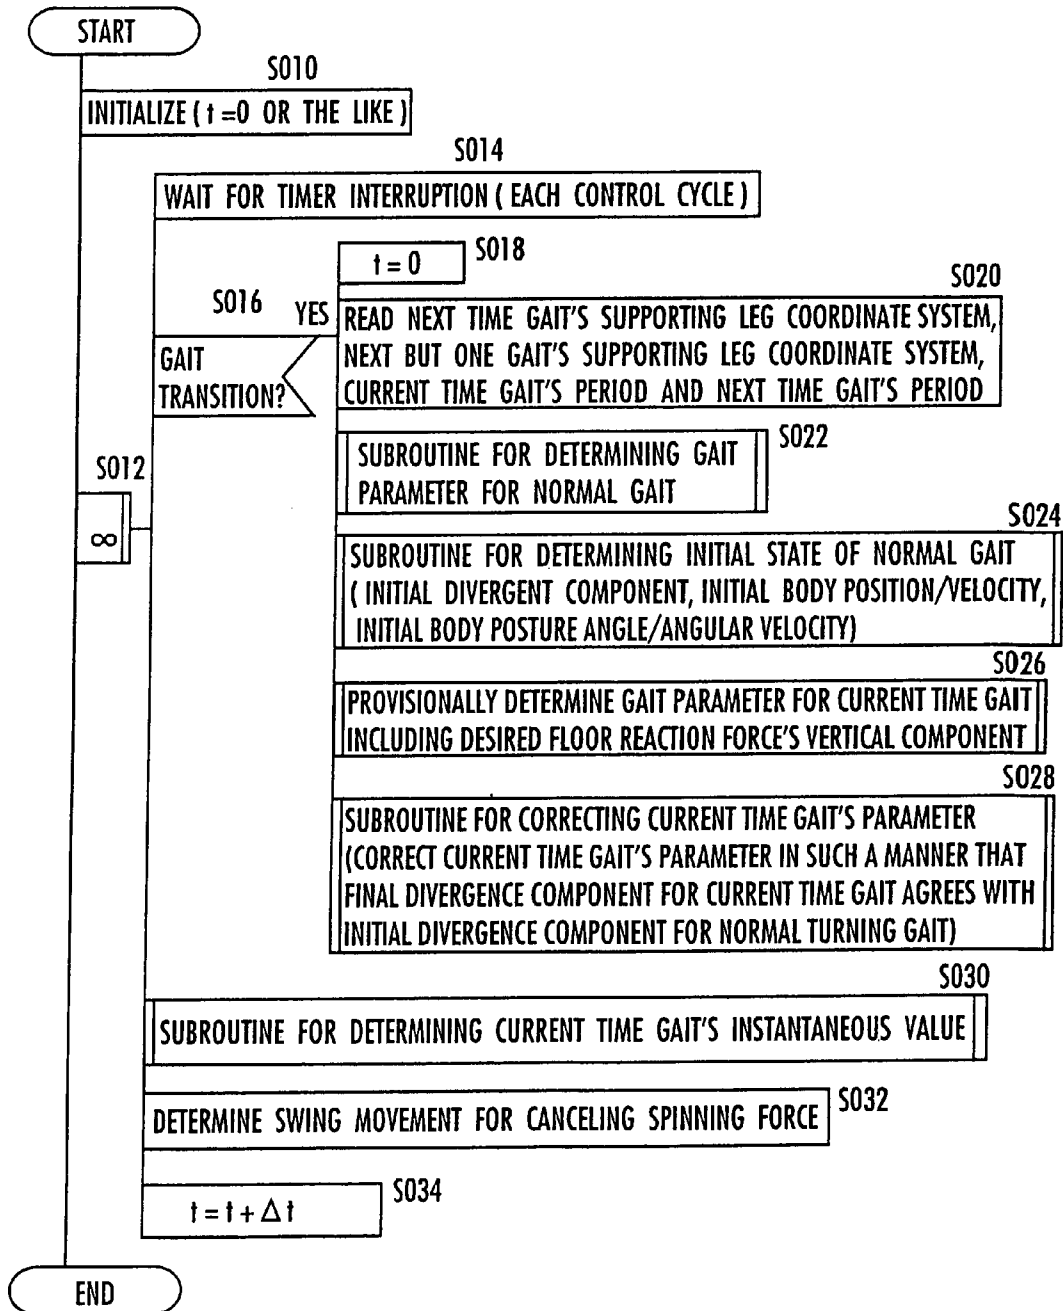 START
S010
INITIALIZE ( t = 0 OR THE LIKE )
S014
WAIT FOR TIMER INTERRUPTION ( EACH CONTROL CYCLE )
t = 0
S018
S016
YES
GAIT
TRANSITION?
S020
READ NEXT TIME GAIT'S SUPPORTING LEG COORDINATE SYSTEM,
NEXT BUT ONE GAIT'S SUPPORTING LEG COORDINATE SYSTEM,
CURRENT TIME GAIT'S PERIOD AND NEXT TIME GAIT'S PERIOD
S022
SUBROUTINE FOR DETERMINING GAIT
PARAMETER FOR NORMAL GAIT
S012
∞
S024
SUBROUTINE FOR DETERMINING INITIAL STATE OF NORMAL GAIT
( INITIAL DIVERGENT COMPONENT, INITIAL BODY POSITION/VELOCITY,
INITIAL BODY POSTURE ANGLE/ANGULAR VELOCITY)
S026
PROVISIONALLY DETERMINE GAIT PARAMETER FOR CURRENT TIME GAIT
INCLUDING DESIRED FLOOR REACTION FORCE'S VERTICAL COMPONENT
S028
SUBROUTINE FOR CORRECTING CURRENT TIME GAIT'S PARAMETER
(CORRECT CURRENT TIME GAIT'S PARAMETER IN SUCH A MANNER THAT
FINAL DIVERGENCE COMPONENT FOR CURRENT TIME GAIT AGREES WITH
INITIAL DIVERGENCE COMPONENT FOR NORMAL TURNING GAIT)
S030
SUBROUTINE FOR DETERMINING CURRENT TIME GAIT'S INSTANTANEOUS VALUE
DETERMINE SWING MOVEMENT FOR CANCELING SPINNING FORCE
S032
t = t + Δt
S034
END